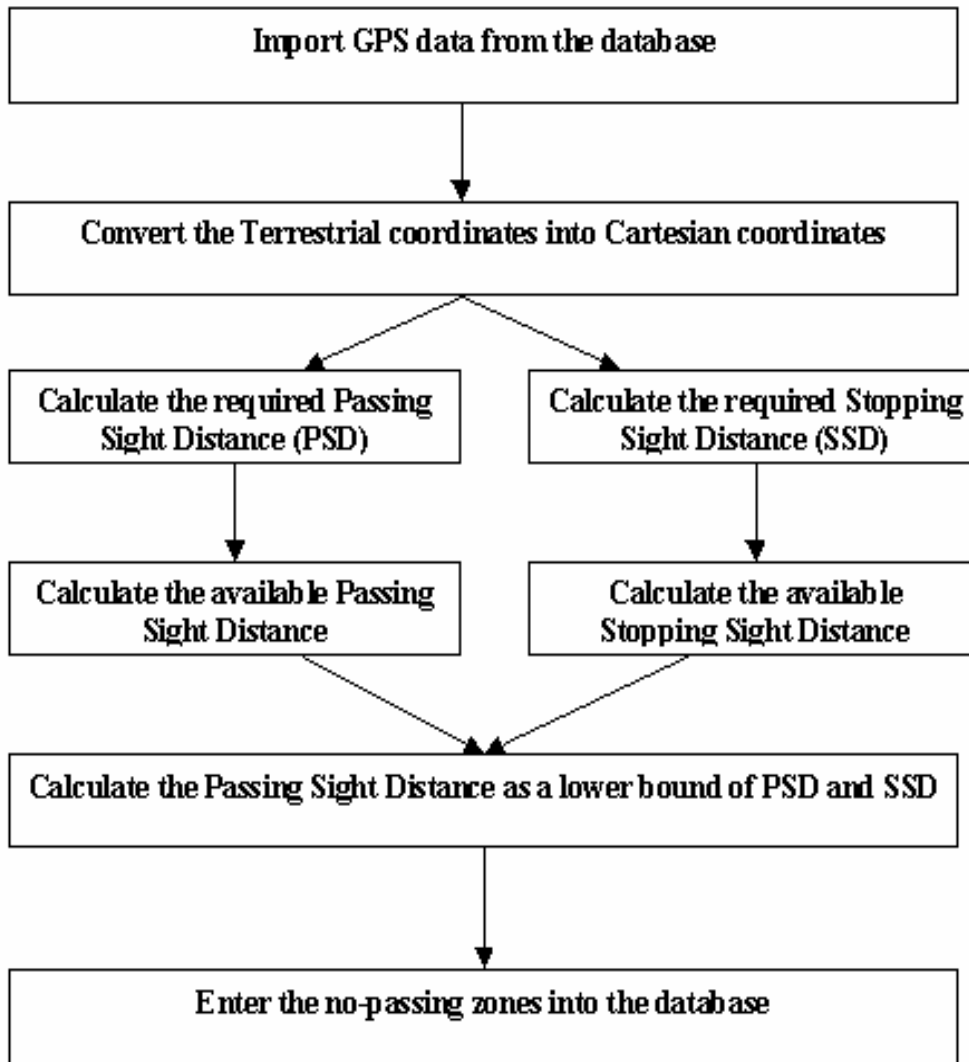 Import GPS data from the database
Convert the Terrestrial coordinates into Cartesian coordinates
Calculate the required Passing
Sight Distance (PSD)
Calculate the required Stopping
Sight Distance (SSD)
Calculate the available Passing
Sight Distance
Calculate the available
Stopping Sight Distance
Calculate the Passing Sight Distance as a lower bound of PSD and SSD
Enter the no-passing zones into the database